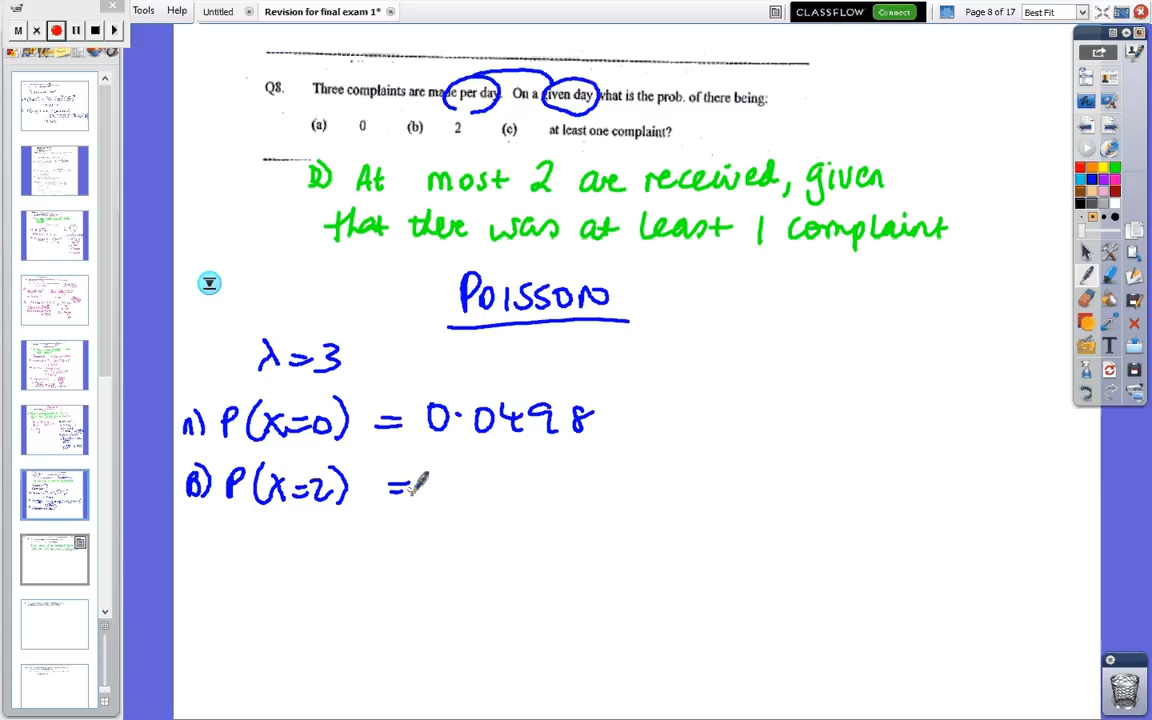 Tools Help Untitled Revision for final exam 1* CLASSFLOW Connect Page 8 of 17 Best Fit
M
Q8. Three complaints are made per day. On a given day what is the prob. of there being:
(a) 0 (b) 2 (c) at least one complaint?
D) At most 2 are received, given
that there was at least 1 complaint
POISSON
λ=3
A) P(X=0) = 0.0498
B) P(X=2) =
T